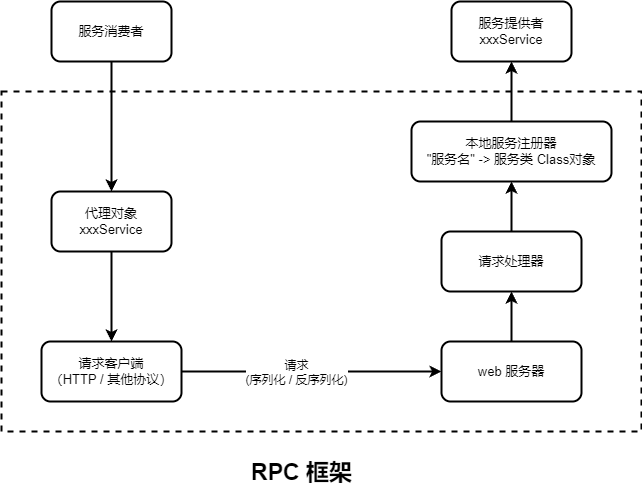 服务消费者
服务提供者
xxxService
本地服务注册器
"服务名" -> 服务类 Class对象
代理对象
xxxService
请求处理器
请求客户端
（HTTP / 其他协议）
请求
(序列化 / 反序列化)
web 服务器
RPC 框架